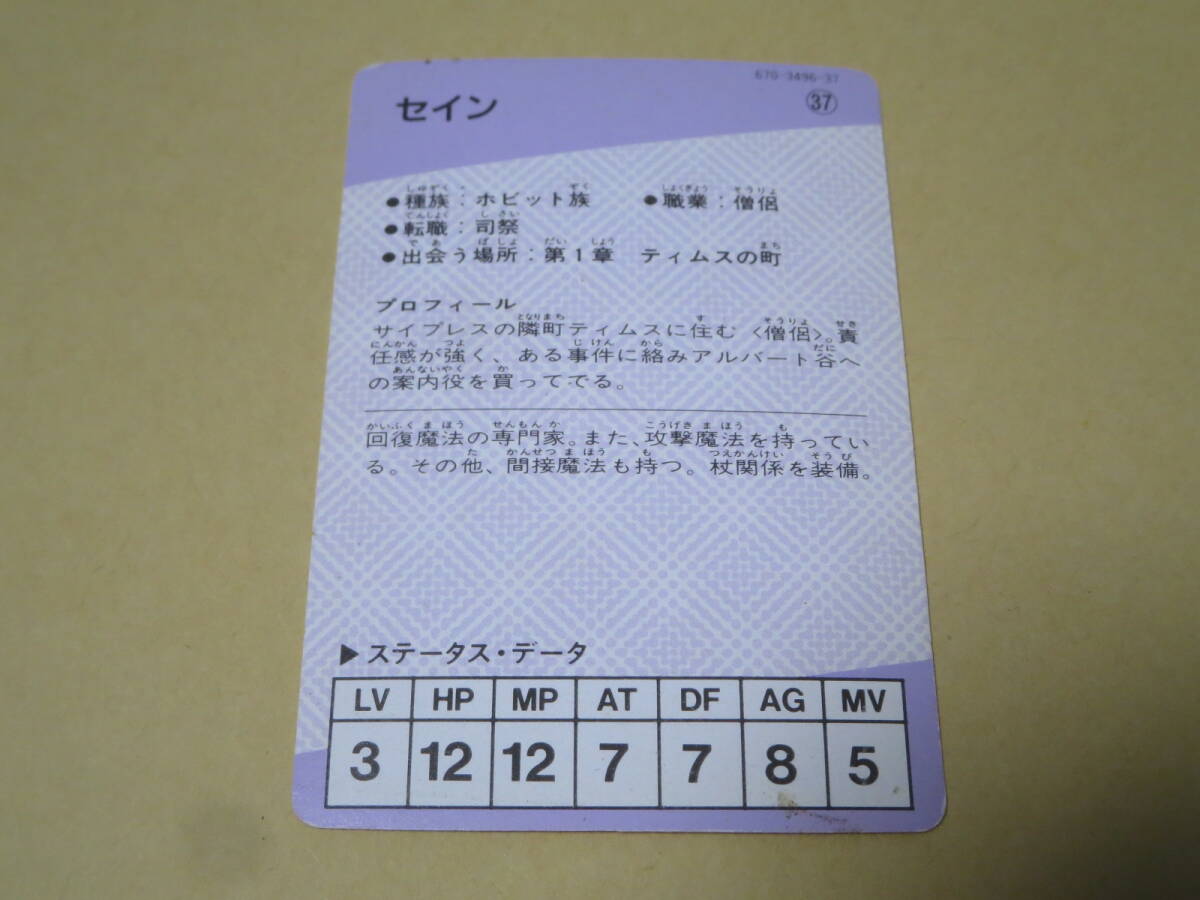 670-3496-37
セイン
㊲
●種族：ホビット族　●職業：僧侶
●転職：司祭
●出会う場所：第1章　ティムスの町
プロフィール
サイプレスの隣町ティムスに住む〈僧侶〉。責
任感が強く、ある事件に絡みアルバート谷へ
の案内役を買ってでる。
回復魔法の専門家。また、攻撃魔法を持ってい
る。その他、間接魔法も持つ。杖関係を装備。
▶ステータス・データ
LV HP MP AT DF AG MV
3 12 12 7 7 8 5